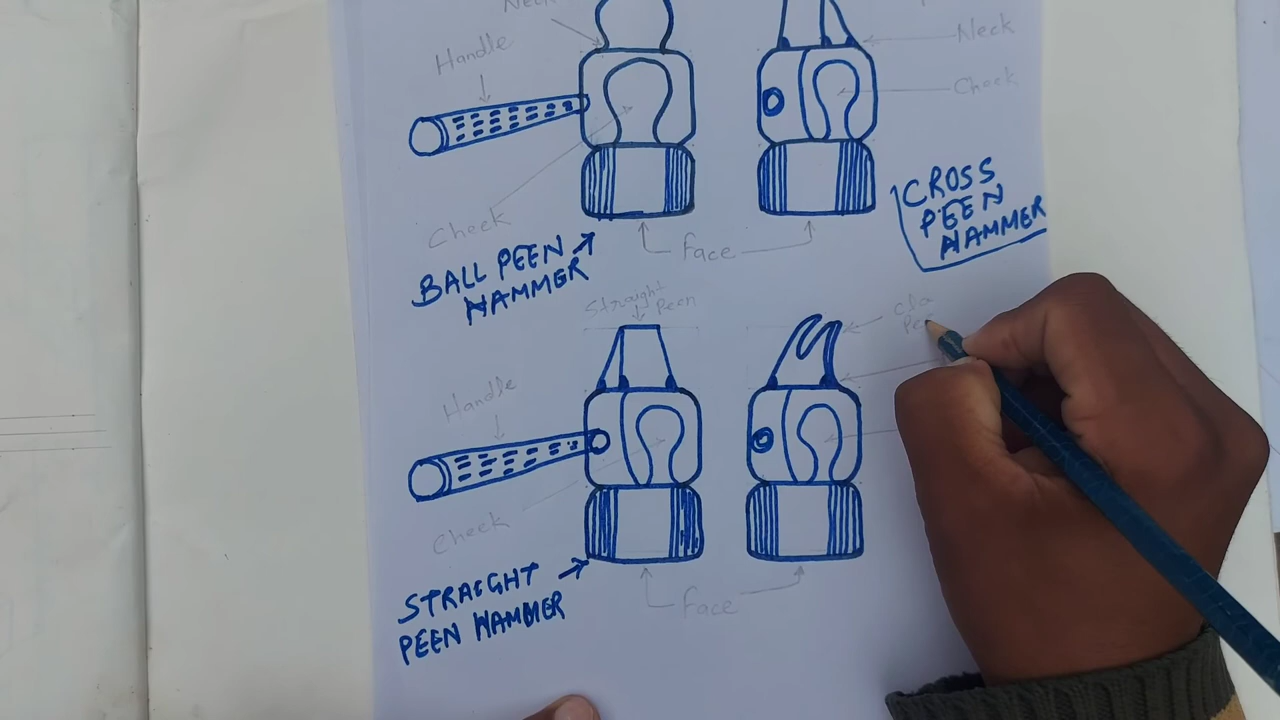 Neck
Handle
Neck
Cheek
CROSS
PEEN
HAMMER
Cheek
Face
BALL PEEN
HAMMER
Straight
Peen
Handle
Cheek
STRAIGHT
PEEN HAMMER
Face